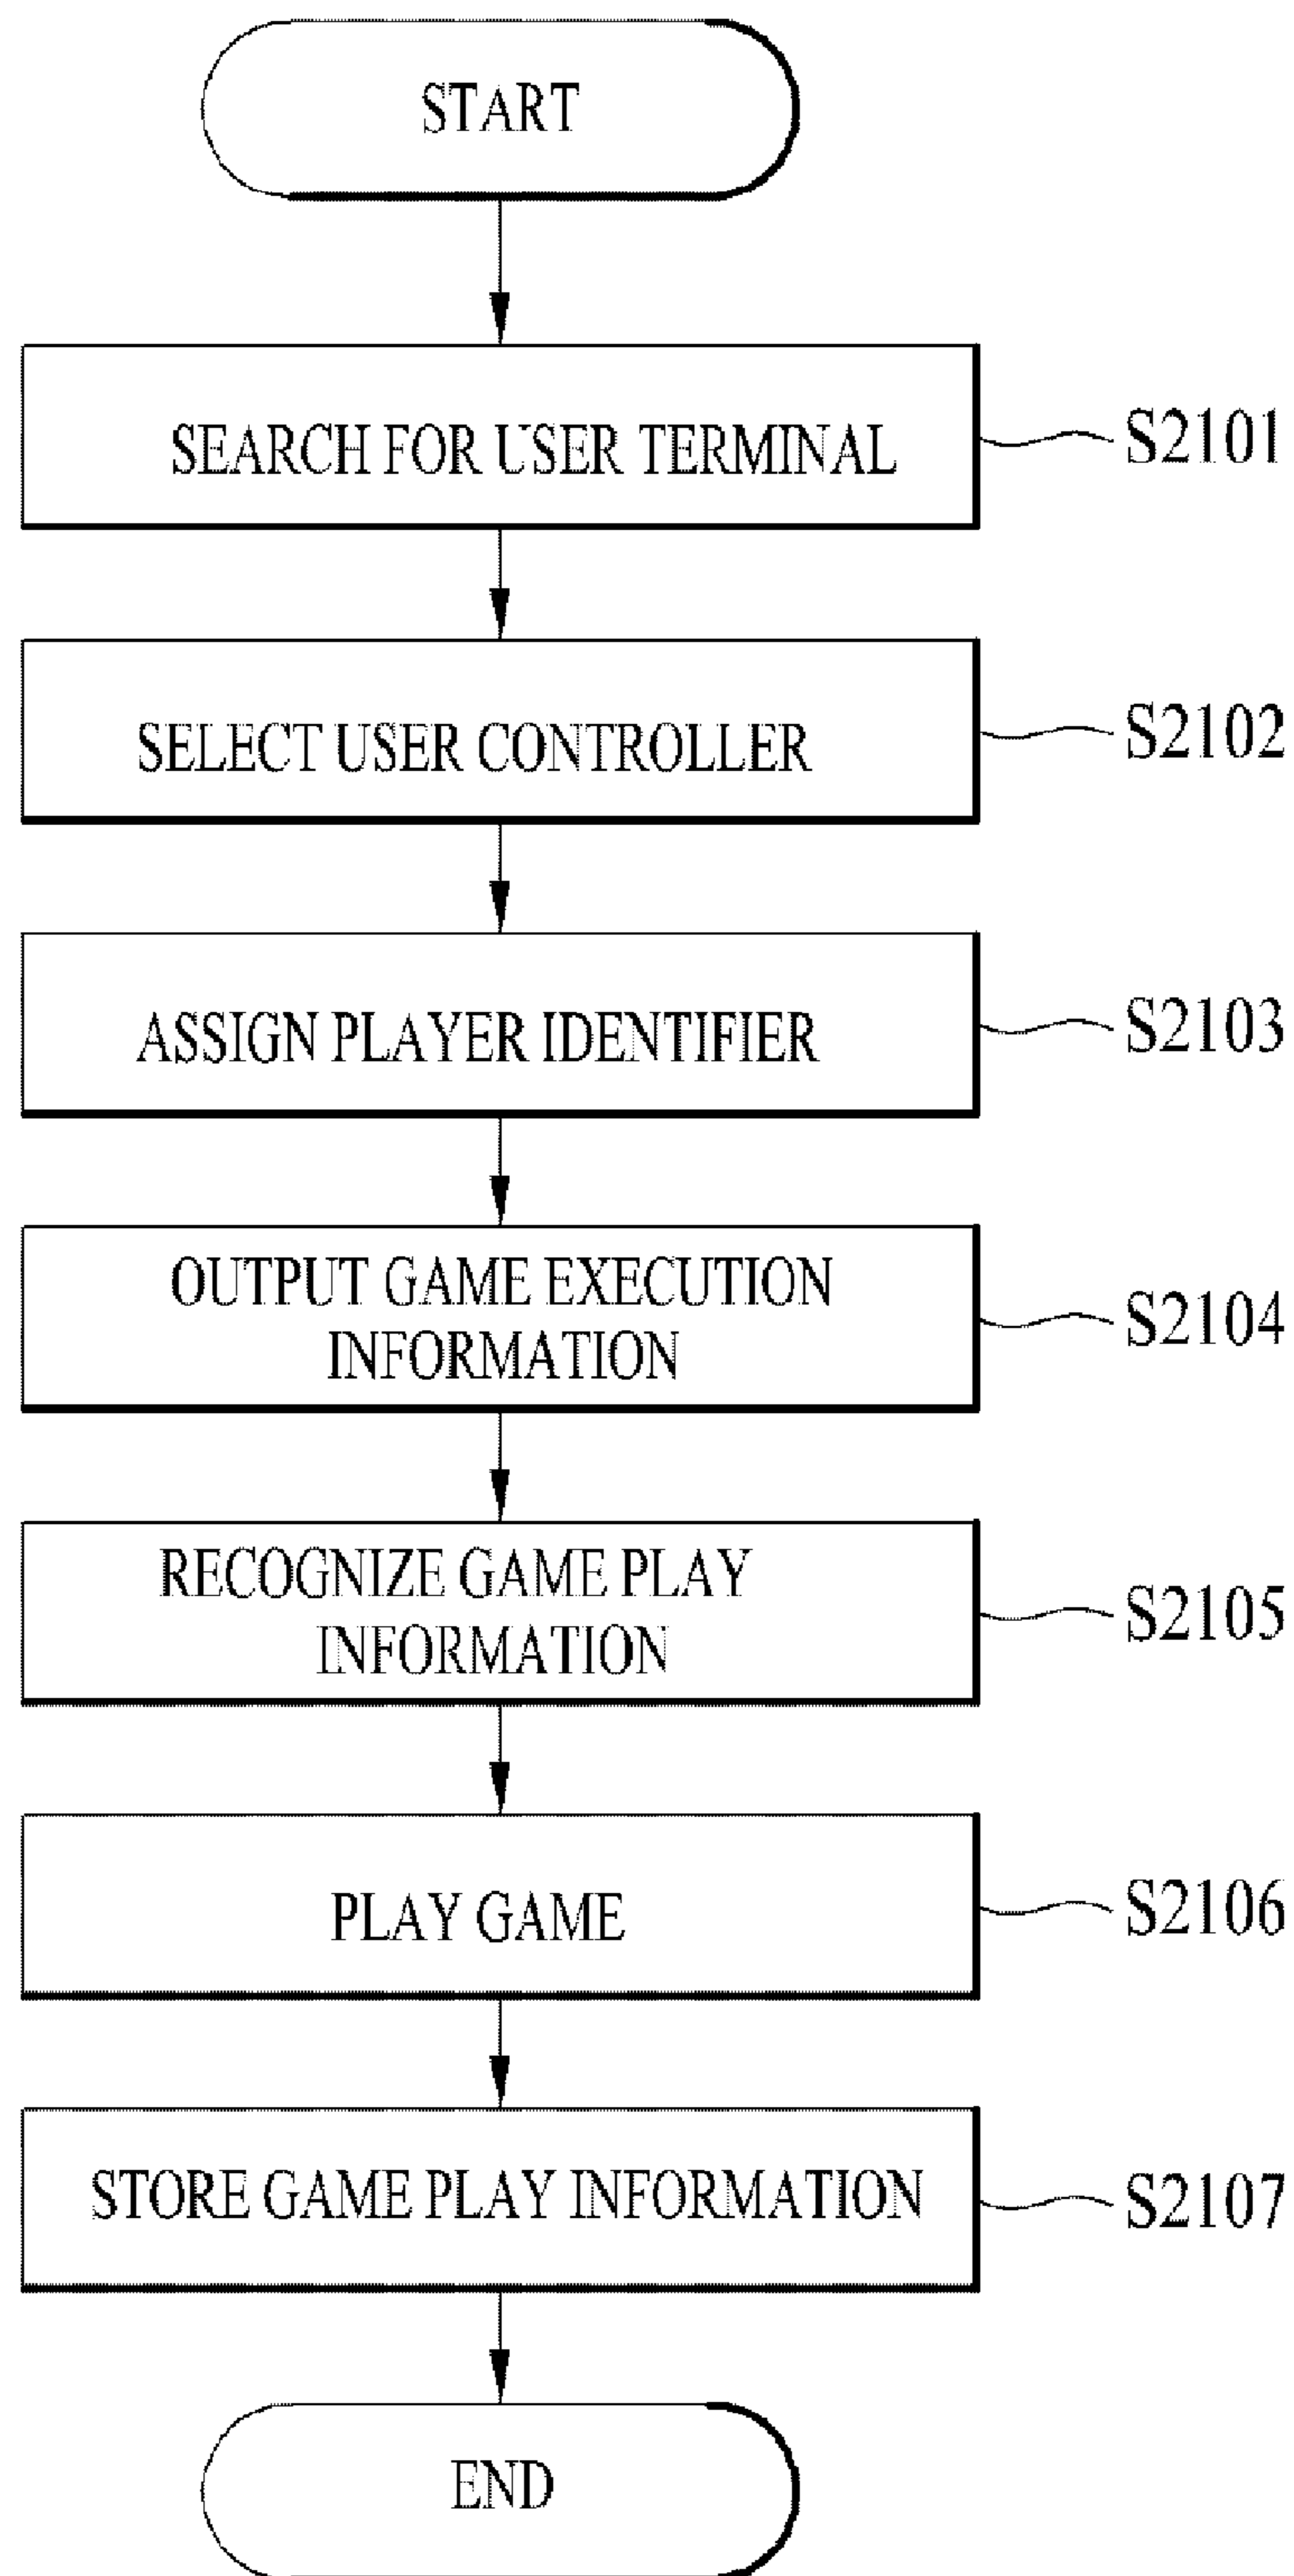 START
SEARCH FOR USER TERMINAL
S2101
SELECT USER CONTROLLER
S2102
ASSIGN PLAYER IDENTIFIER
S2103
OUTPUT GAME EXECUTION
INFORMATION
S2104
RECOGNIZE GAME PLAY
INFORMATION
S2105
PLAY GAME
S2106
STORE GAME PLAY INFORMATION
S2107
END